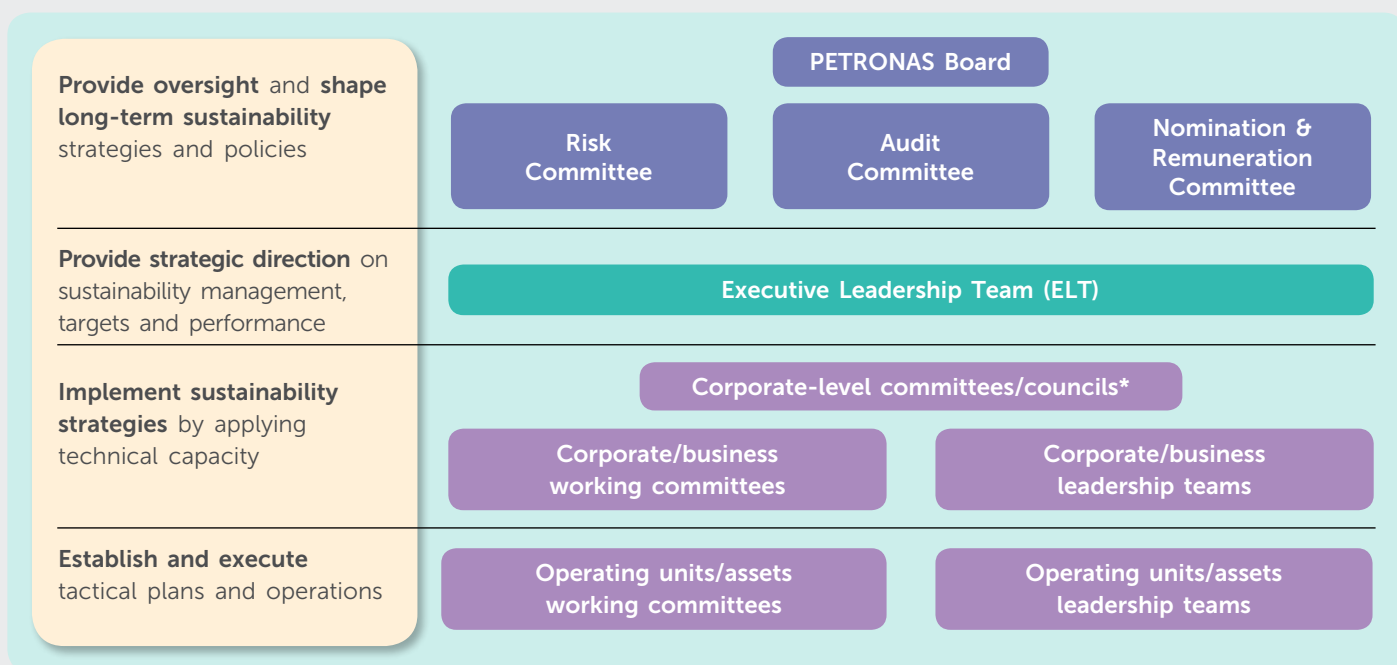 Provide oversight and shape
long-term sustainability
strategies and policies
PETRONAS Board
Risk
Committee
Audit
Committee
Nomination &
Remuneration
Committee
Provide strategic direction on
sustainability management,
targets and performance
Executive Leadership Team (ELT)
Implement sustainability
strategies by applying
technical capacity
Corporate-level committees/councils*
Corporate/business
working committees
Corporate/business
leadership teams
Establish and execute
tactical plans and operations
Operating units/assets
working committees
Operating units/assets
leadership teams